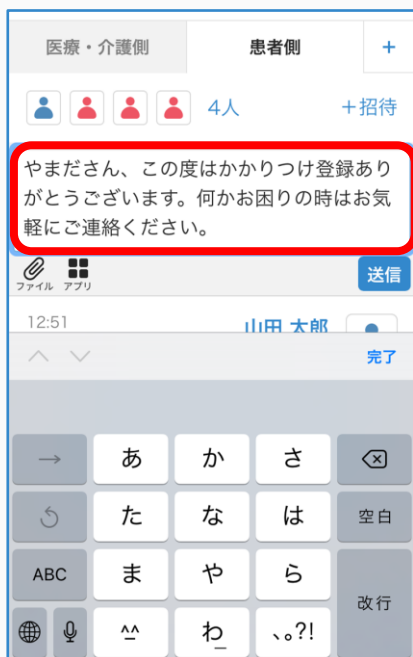 医療・介護側 患者側 +
4人 +招待
やまださん、この度はかかりつけ登録あり
がとうございます。何かお困りの時はお気
軽にご連絡ください。
ファイル アプリ 送信
12:51 山田 太郎
完了
→ あ か さ
た な は 空白
ABC ま や ら 改行
^^ わ 、。?!